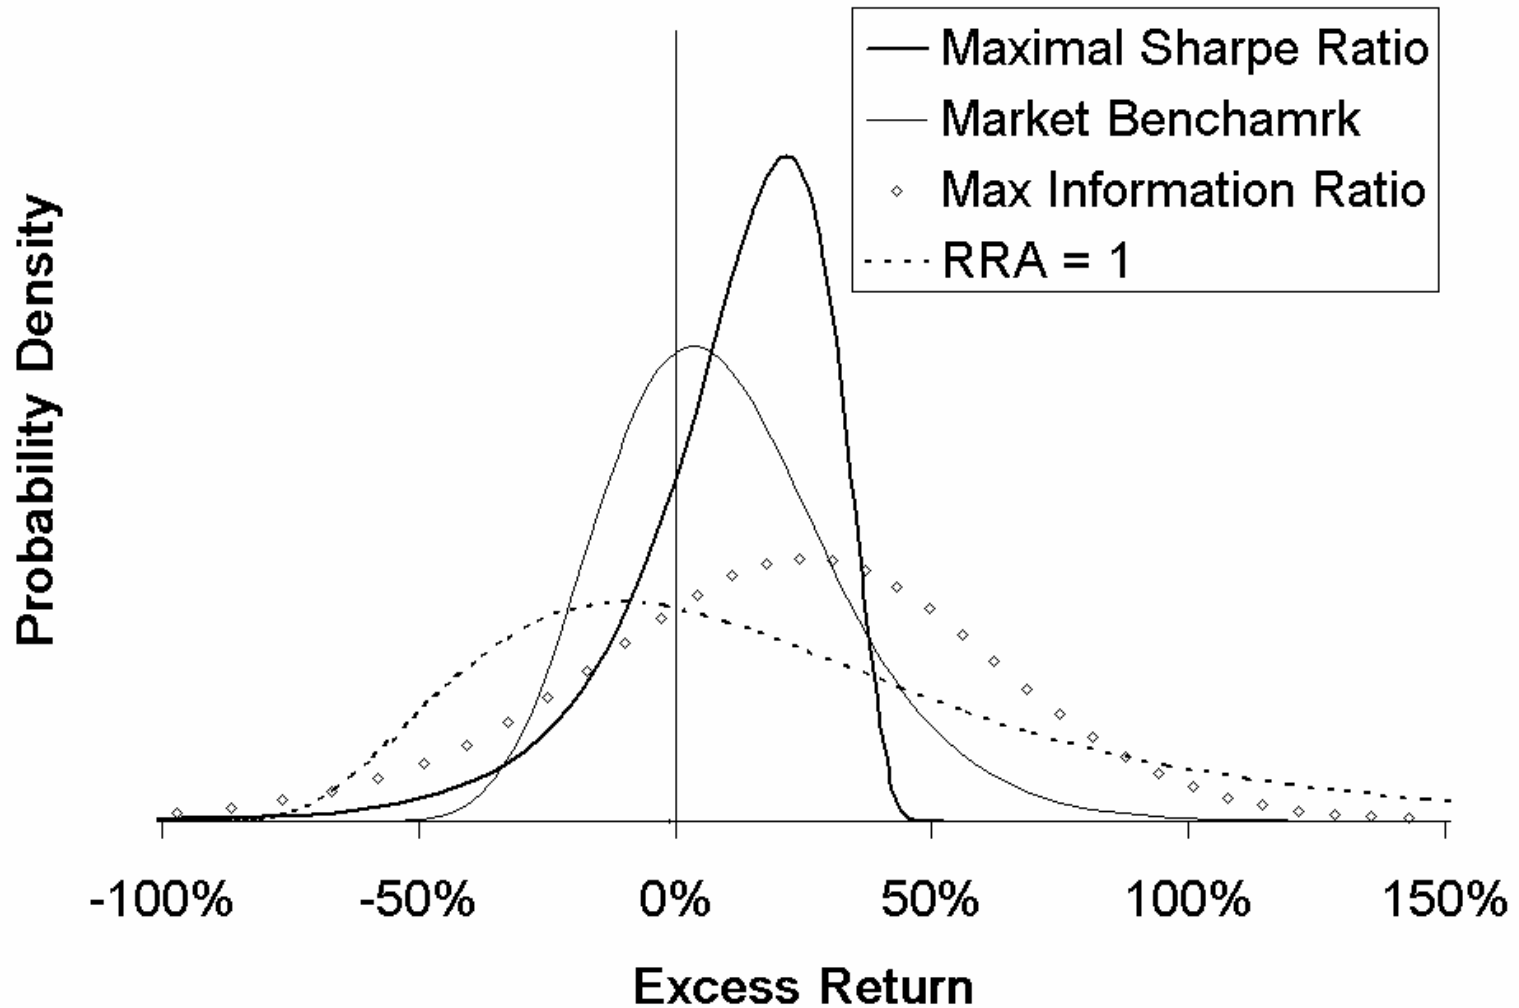 Maximal Sharpe Ratio
Market Benchamrk
Max Information Ratio
RRA = 1
Probability Density
-100% -50% 0% 50% 100% 150%
Excess Return